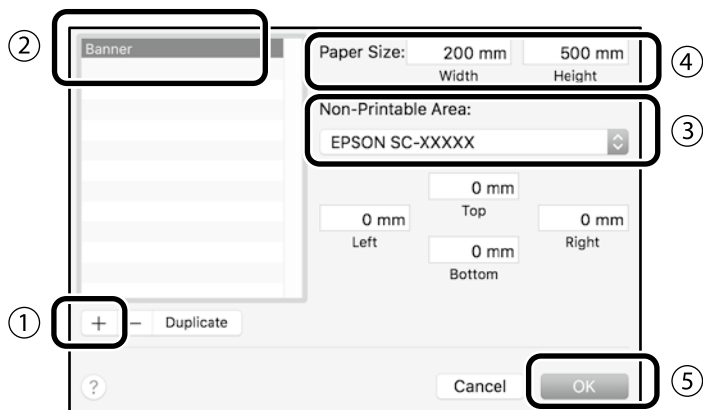 ②
Banner
Paper Size: 200 mm 500 mm
Width Height
④
Non-Printable Area:
EPSON SC-XXXXX
③
0 mm
Top
0 mm
Left
0 mm
Right
0 mm
Bottom
①
+ − Duplicate
? Cancel OK
⑤